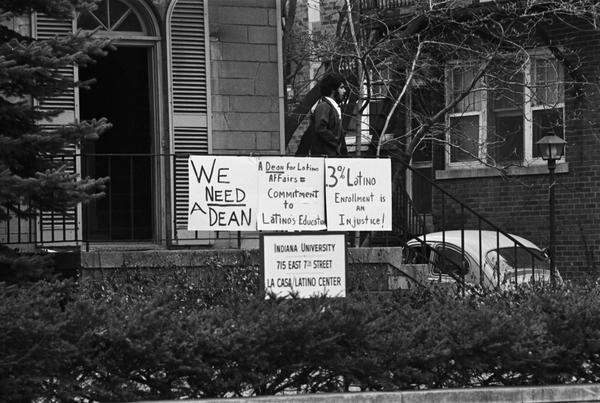 WE
NEED
A DEAN
A DEAN for LATINO
AFFAIRS =
COMMITMENT
to
LATINO'S EDUCATION
.3% LATINO
ENROLLMENT IS
AN
INJUSTICE!
INDIANA UNIVERSITY
715 EAST 7TH STREET
LA CASA/LATINO CENTER